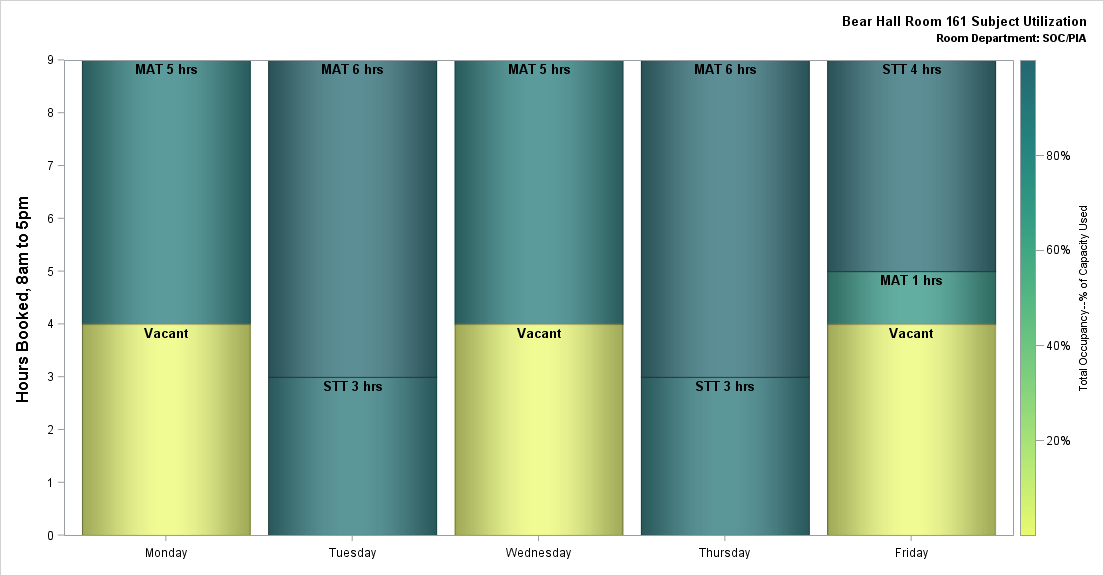 Bear Hall Room 161 Subject Utilization
Room Department: SOC/PIA
Hours Booked, 8am to 5pm
9
8
7
6
5
4
3
2
1
0
MAT 5 hrs
Vacant
MAT 6 hrs
STT 3 hrs
MAT 5 hrs
Vacant
MAT 6 hrs
STT 3 hrs
STT 4 hrs
MAT 1 hrs
Vacant
Monday
Tuesday
Wednesday
Thursday
Friday
80%
60%
40%
20%
Total Occupancy--% of Capacity Used